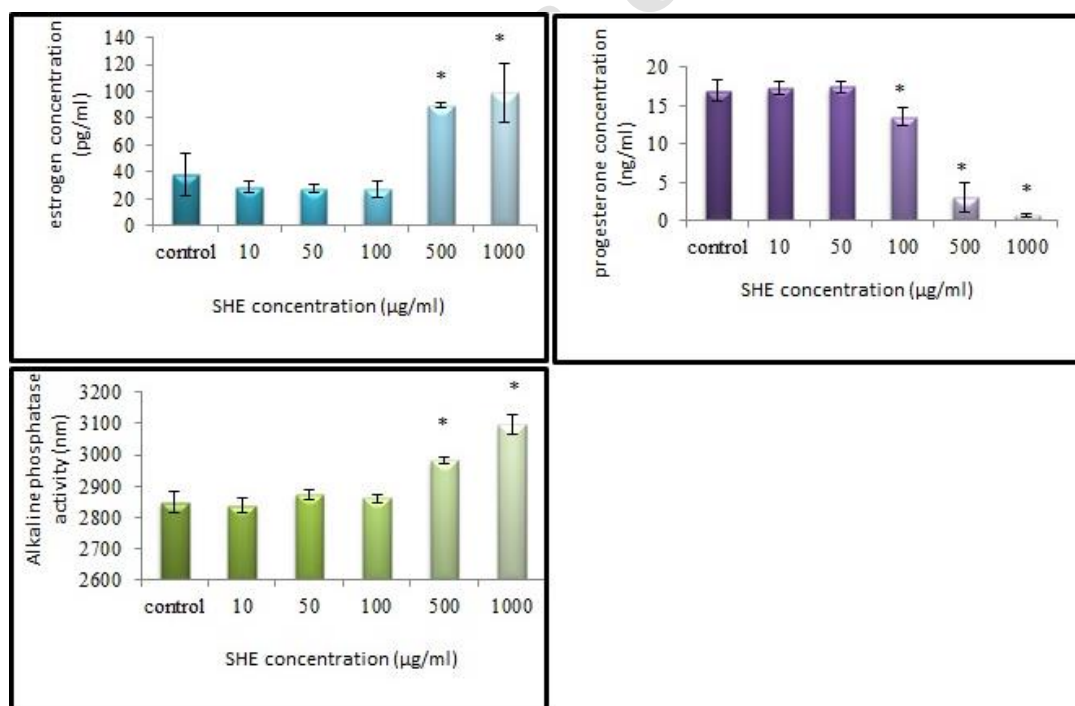 estrogen concentration
(pg/ml)
140
120
100
80
60
40
20
0
*
*
control 10 50 100 500 1000
SHE concentration (µg/ml)
progesterone concentration
(ng/ml)
20
15
10
5
0
*
*
*
control 10 50 100 500 1000
SHE concentration (µg/ml)
Alkaline phosphatase
activity (nm)
3200
3100
3000
2900
2800
2700
2600
*
*
control 10 50 100 500 1000
SHE concentration (µg/ml)